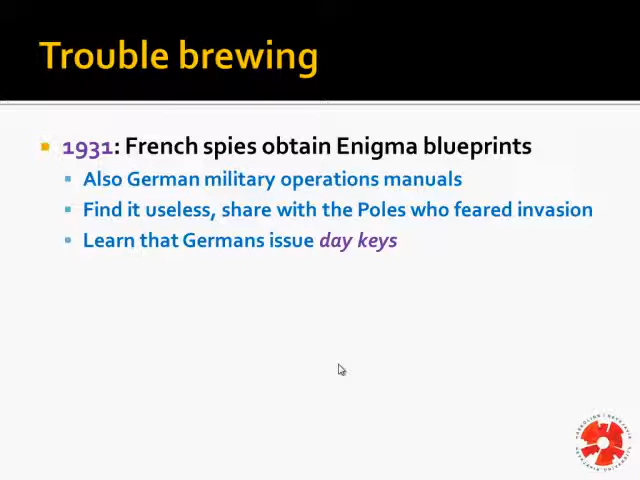 Trouble brewing
1931: French spies obtain Enigma blueprints
Also German military operations manuals
Find it useless, share with the Poles who feared invasion
Learn that Germans issue day keys